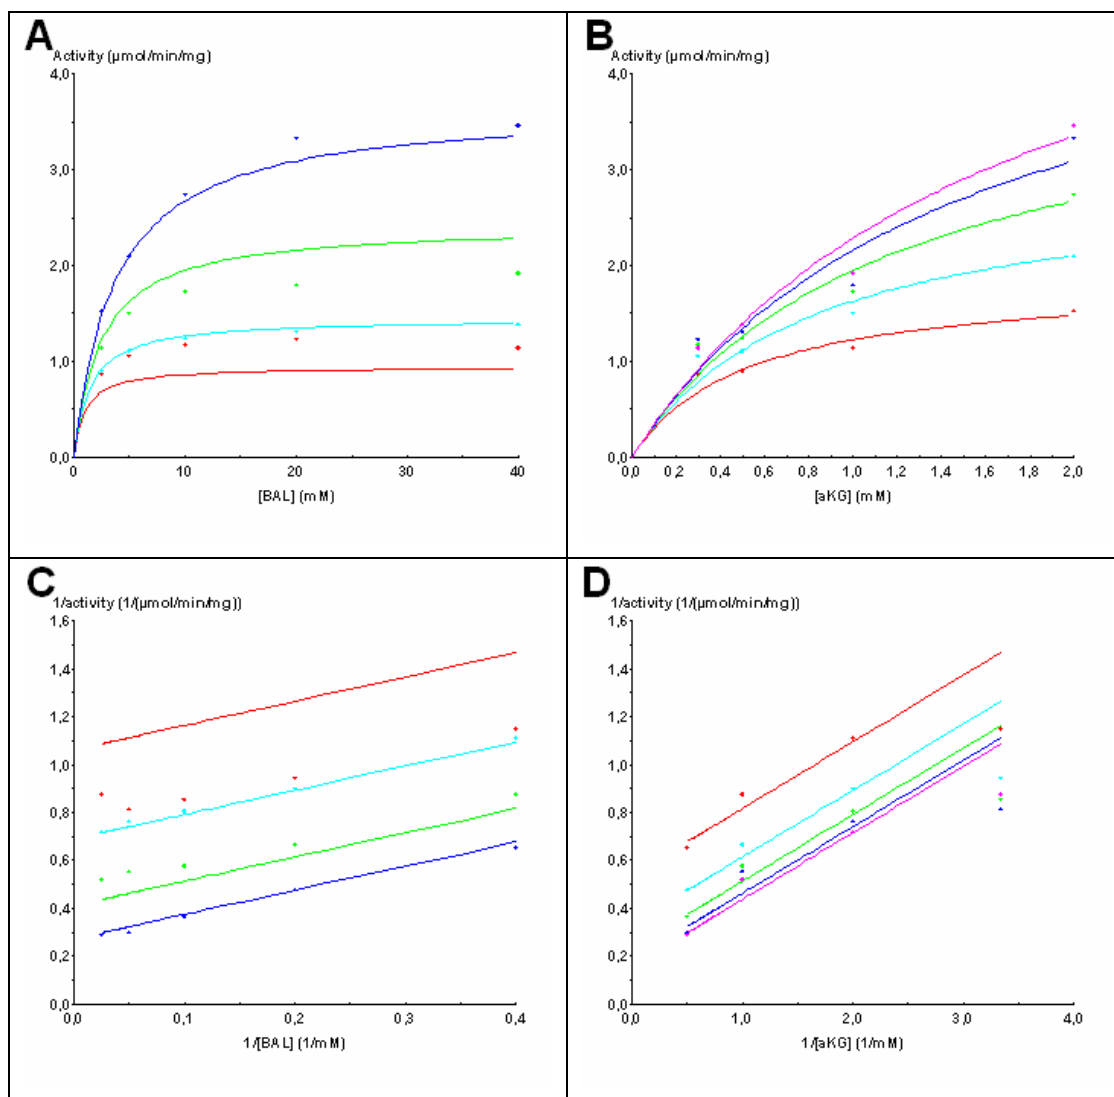 A
Activity (µmol/min/mg)
4,0
3,0
2,0
1,0
0,0
0 10 20 30 40
[BAL] (mM)
B
Activity (µmol/min/mg)
4,0
3,0
2,0
1,0
0,0
0,0 0,2 0,4 0,6 0,8 1,0 1,2 1,4 1,6 1,8 2,0
[aKG] (mM)
C
1/activity (1/(µmol/min/mg))
1,6
1,4
1,2
1,0
0,8
0,6
0,4
0,2
0,0
0,0 0,1 0,2 0,3 0,4
1/[BAL] (1/mM)
D
1/activity (1/(µmol/min/mg))
1,6
1,4
1,2
1,0
0,8
0,6
0,4
0,2
0,0
0,0 1,0 2,0 3,0 4,0
1/[aKG] (1/mM)